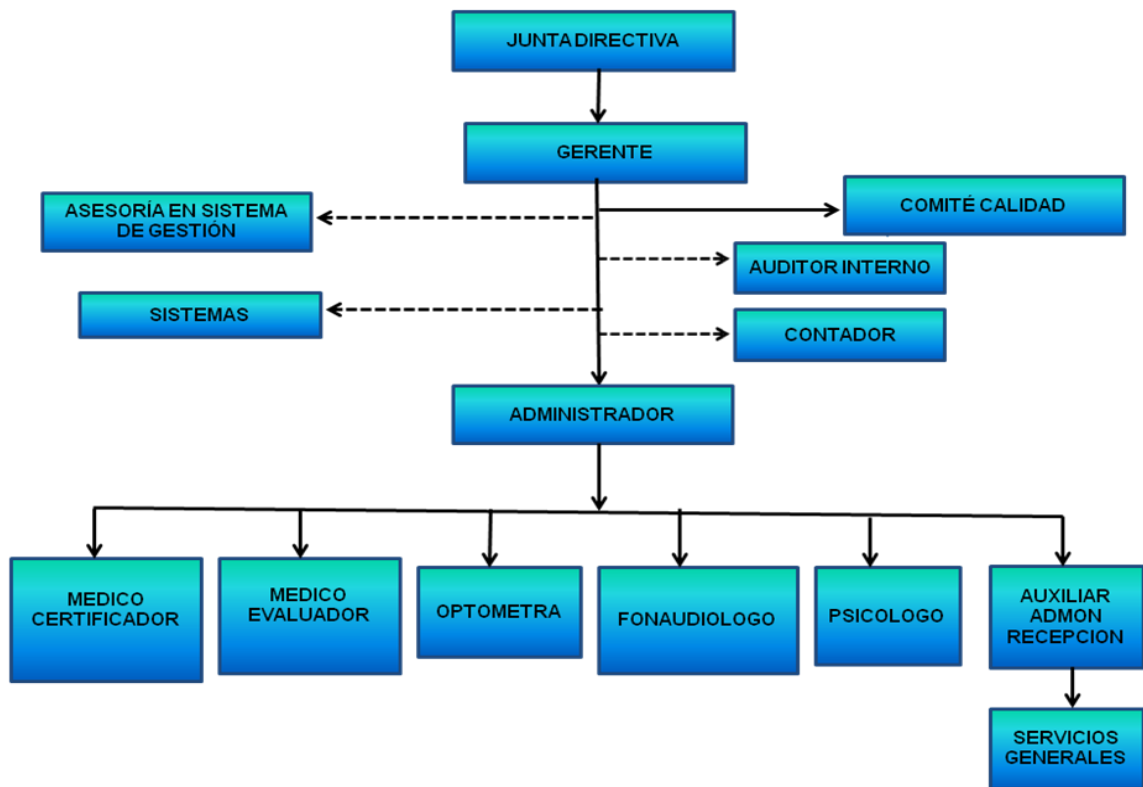 JUNTA DIRECTIVA
GERENTE
ASESORÍA EN SISTEMA
DE GESTIÓN
COMITÉ CALIDAD
AUDITOR INTERNO
SISTEMAS
CONTADOR
ADMINISTRADOR
MEDICO
CERTIFICADOR
MEDICO
EVALUADOR
OPTOMETRA
FONAUDIOLOGO
PSICOLOGO
AUXILIAR
ADMON
RECEPCION
SERVICIOS
GENERALES